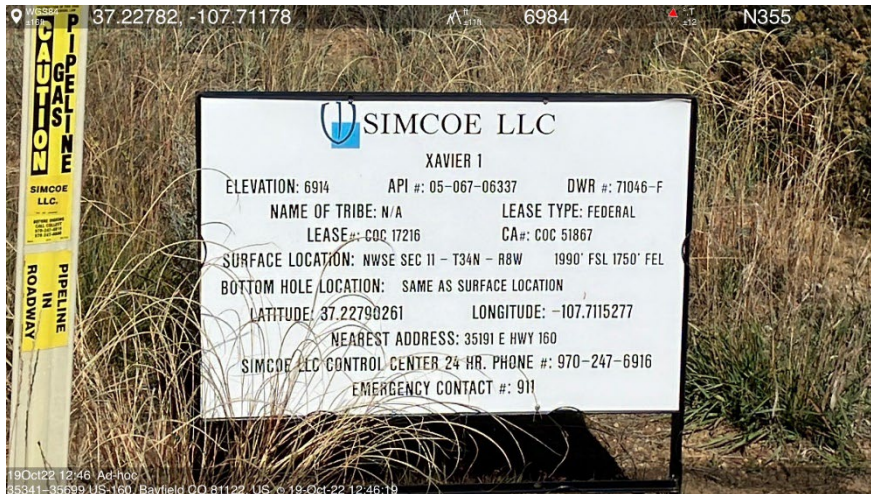 WGS84 37.22782, -107.71178 ft 6984 T N355
±16ft ±11ft ±12
CAUTION
GAS
PIPELINE
SIMCOE
LLC.
PIPELINE
IN
ROADWAY
SIMCOE LLC
XAVIER 1
ELEVATION: 6914 API #: 05-067-06337 DWR #: 71046-F
NAME OF TRIBE: N/A LEASE TYPE: FEDERAL
LEASE#: COC 17216 CA#: COC 51867
SURFACE LOCATION: NWSE SEC 11 - T34N - R8W 1990' FSL 1750' FEL
BOTTOM HOLE LOCATION: SAME AS SURFACE LOCATION
LATITUDE: 37.22790261 LONGITUDE: -107.7115277
NEAREST ADDRESS: 35191 E HWY 160
SIMCOE LLC CONTROL CENTER 24 HR. PHONE #: 970-247-6916
EMERGENCY CONTACT #: 911
19Oct22 12:46 Ad-hoc
35341-35699 US-160, Bayfield CO 81122, US, 19-Oct-22 12:46:19